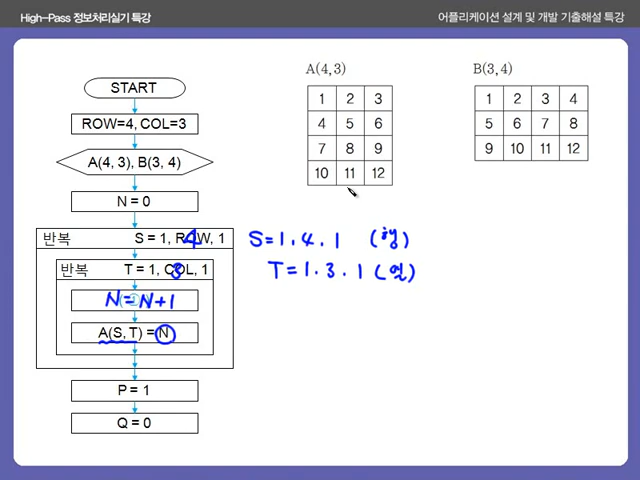 High-Pass 정보처리실기 특강
어플리케이션 설계 및 개발 기출해설 특강
START
ROW=4, COL=3
A(4, 3), B(3, 4)
N = 0
반복 S = 1, ROW, 1
4
반복 T = 1, COL, 1
3
N = N + 1
A(S, T) = N
P = 1
Q = 0
A(4,3)
1 2 3
4 5 6
7 8 9
10 11 12
B(3,4)
1 2 3 4
5 6 7 8
9 10 11 12
S = 1. 4. 1 (행)
T = 1. 3. 1 (열)